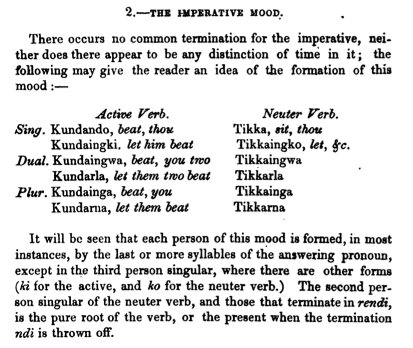 2.—THE IMPERATIVE MOOD.
There occurs no common termination for the imperative, nei-
ther does there appear to be any distinction of time in it; the
following may give the reader an idea of the formation of this
mood :—
Active Verb. Neuter Verb.
Sing. Kundando, beat, thou Tikka, sit, thou
Kundaingki. let him beat Tikkaingko, let, &c.
Dual. Kundaingwa, beat, you two Tikkaingwa
Kundarla, let them two beat Tikkarla
Plur. Kundainga, beat, you Tikkainga
Kundarna, let them beat Tikkarna
It will be seen that each person of this mood is formed, in most
instances, by the last or more syllables of the answering pronoun,
except in the third person singular, where there are other forms
(ki for the active, and ko for the neuter verb.) The second per-
son singular of the neuter verb, and those that terminate in rendi,
is the pure root of the verb, or the present when the termination
ndi is thrown off.